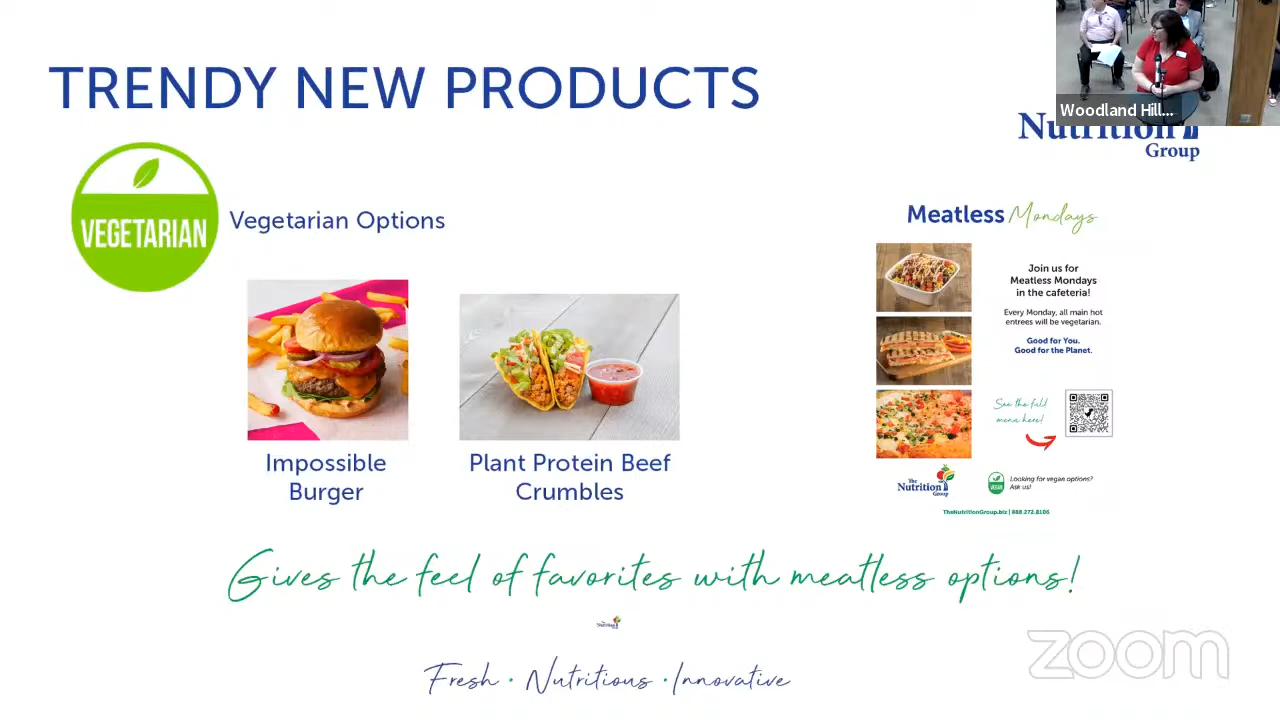 TRENDY NEW PRODUCTS
Woodland Hill...
Nutrition
Group
VEGETARIAN
Vegetarian Options
Impossible
Burger
Plant Protein Beef
Crumbles
Meatless Mondays
Join us for
Meatless Mondays
in the cafeteria!
Every Monday, all main hot
entrees will be vegetarian.
Good for You.
Good for the Planet.
See the full
menu here!
The
Nutrition
Group
VEGAN
Looking for vegan options?
Ask us!
TheNutritionGroup.biz | 888.272.8106
Gives the feel of favorites with meatless options!
Nutrition
Fresh · Nutritious · Innovative
zoom